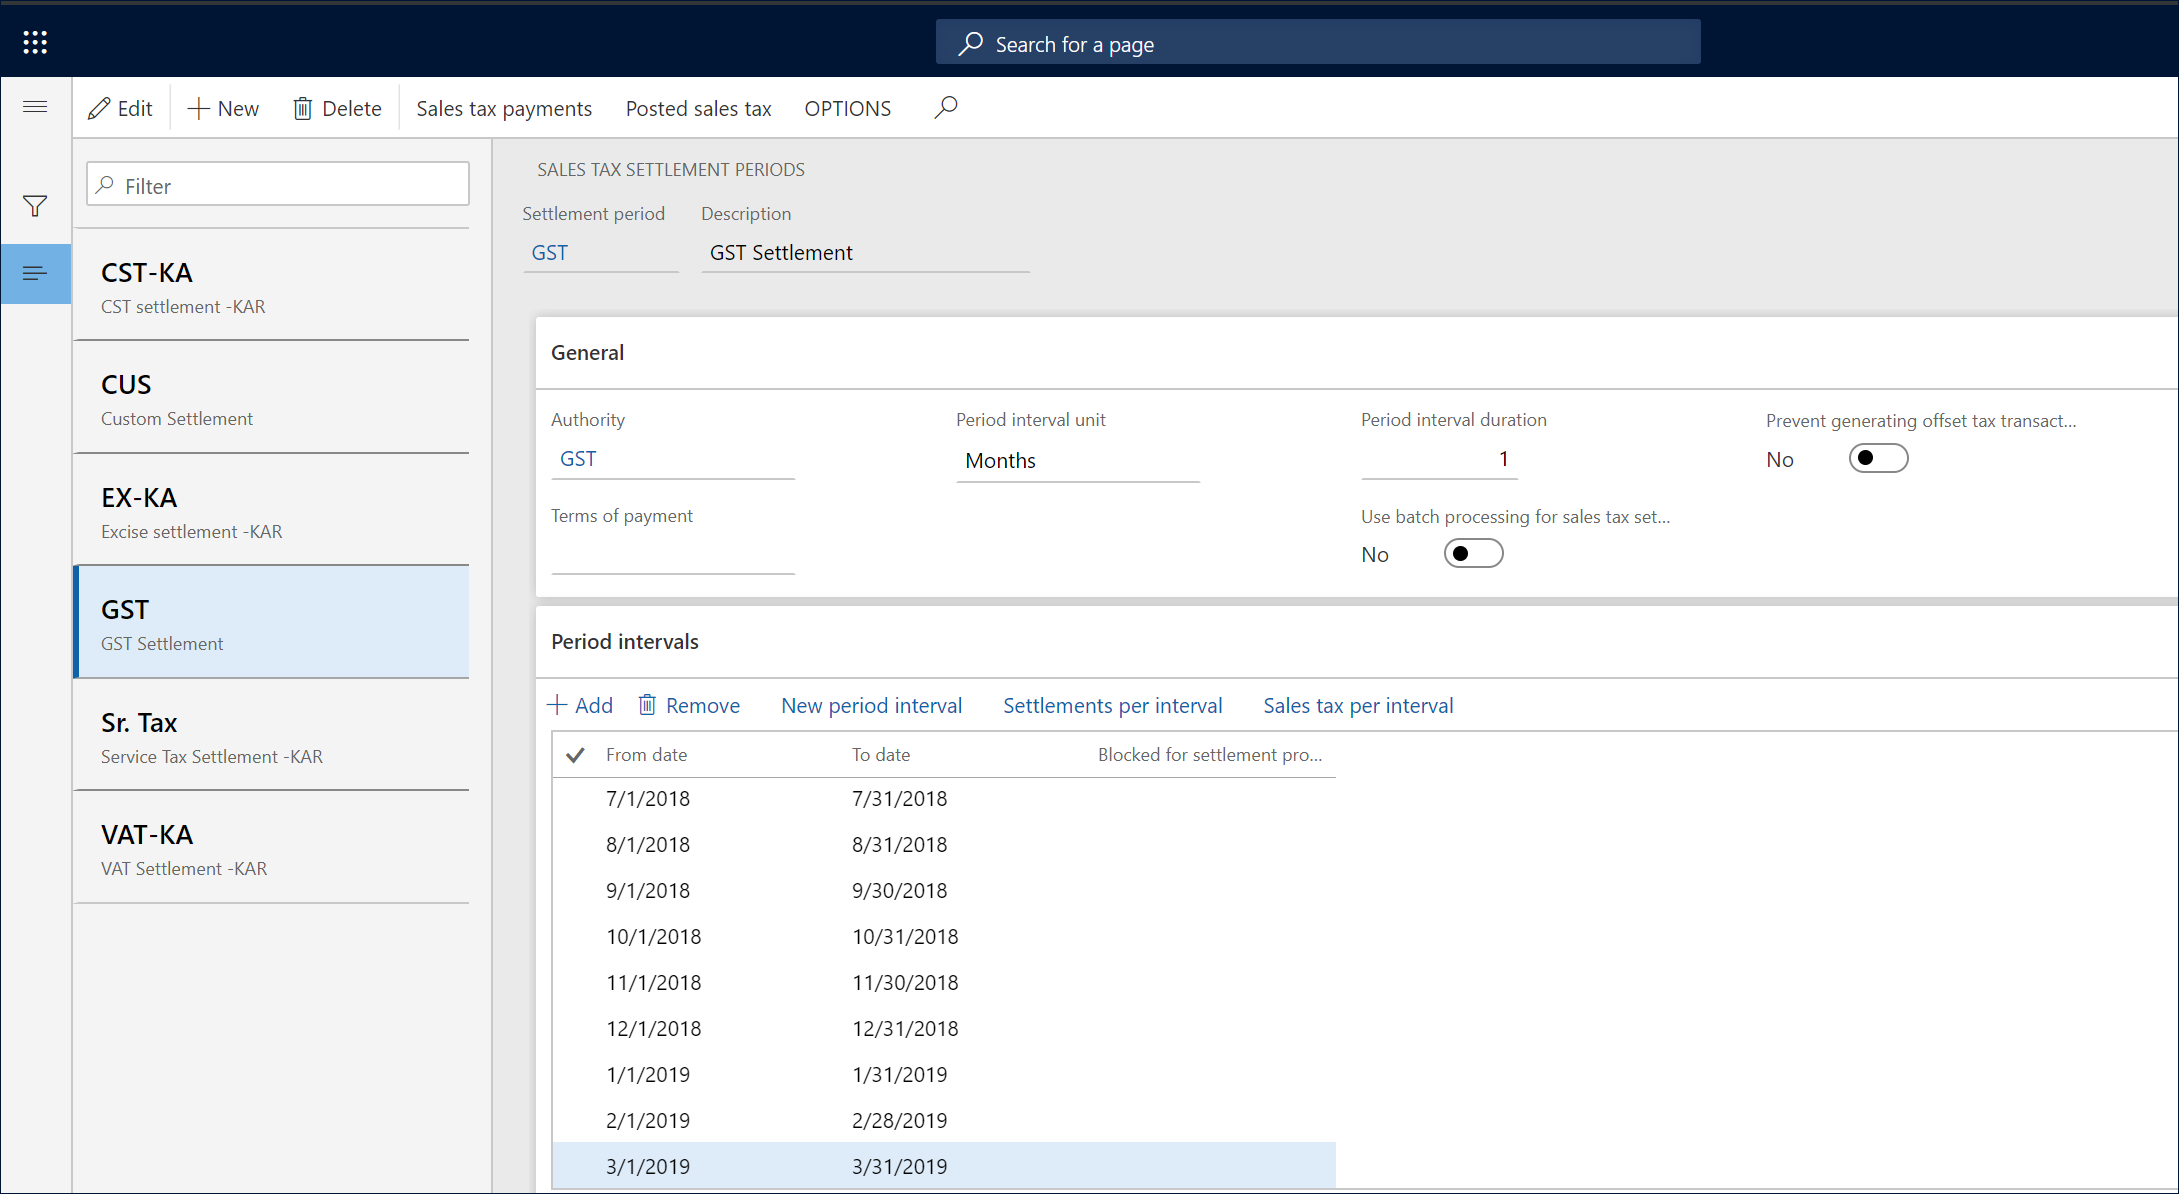 Search for a page
Edit New Delete Sales tax payments Posted sales tax OPTIONS
Filter
CST-KA
CST settlement -KAR
CUS
Custom Settlement
EX-KA
Excise settlement -KAR
GST
GST Settlement
Sr. Tax
Service Tax Settlement -KAR
VAT-KA
VAT Settlement -KAR
SALES TAX SETTLEMENT PERIODS
Settlement period Description
GST GST Settlement
General
Authority Period interval unit Period interval duration Prevent generating offset tax transact...
GST Months 1 No
Terms of payment Use batch processing for sales tax set...
No
Period intervals
Add Remove New period interval Settlements per interval Sales tax per interval
From date To date Blocked for settlement pro...
7/1/2018 7/31/2018
8/1/2018 8/31/2018
9/1/2018 9/30/2018
10/1/2018 10/31/2018
11/1/2018 11/30/2018
12/1/2018 12/31/2018
1/1/2019 1/31/2019
2/1/2019 2/28/2019
3/1/2019 3/31/2019